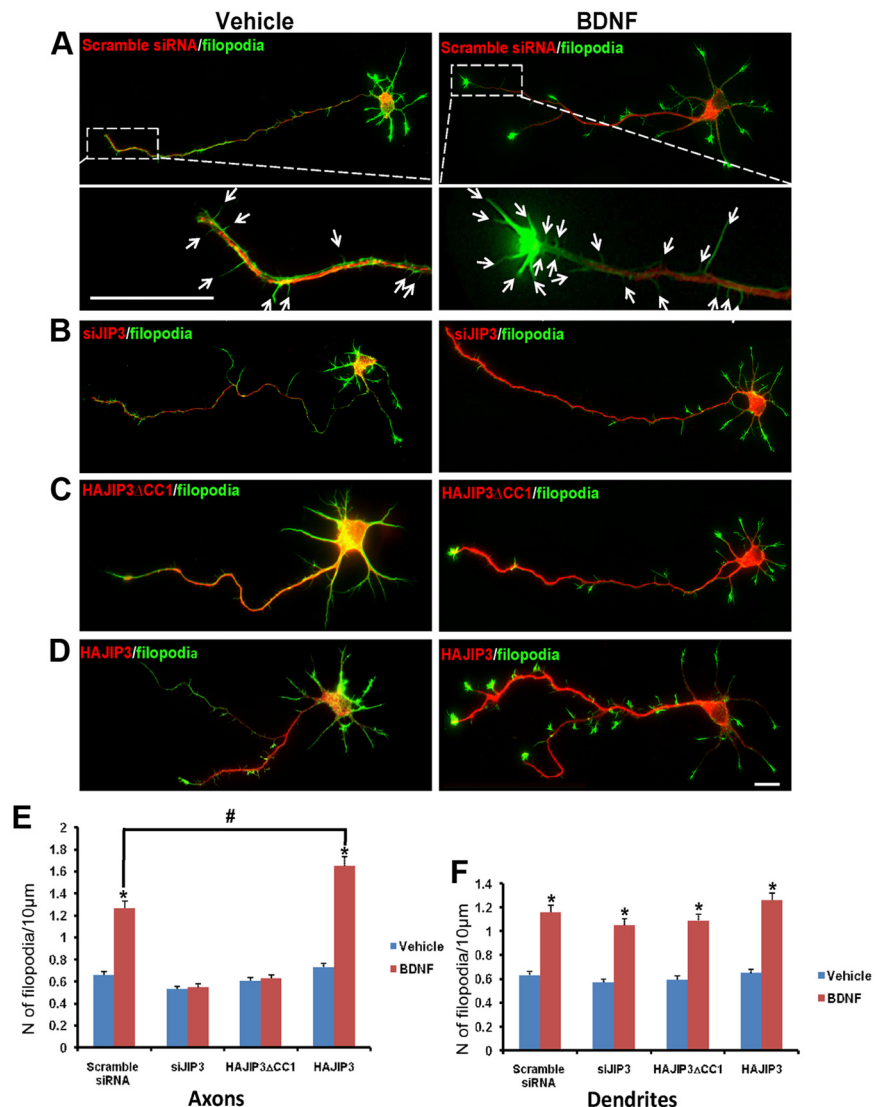 Vehicle
BDNF
A
Scramble siRNA/filopodia
Scramble siRNA/filopodia
B
siJIP3/filopodia
siJIP3/filopodia
C
HAJIP3ΔCC1/filopodia
HAJIP3ΔCC1/filopodia
D
HAJIP3/filopodia
HAJIP3/filopodia
E
N of filopodia/10μm
2
1.8
1.6
1.4
1.2
1
0.8
0.6
0.4
0.2
0
*
#
*
Vehicle
BDNF
Scramble siRNA
siJIP3
HAJIP3ΔCC1
HAJIP3
Axons
F
N of filopodia/10μm
1.4
1.2
1
0.8
0.6
0.4
0.2
0
*
*
*
*
Vehicle
BDNF
Scramble siRNA
siJIP3
HAJIP3ΔCC1
HAJIP3
Dendrites